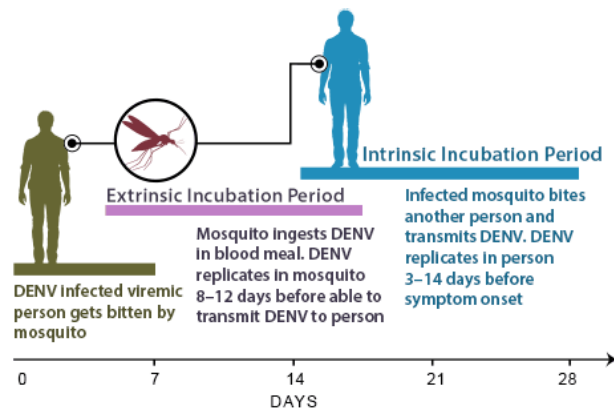 Intrinsic Incubation Period
Infected mosquito bites
another person and
transmits DENV. DENV
replicates in person
3–14 days before
symptom onset
Extrinsic Incubation Period
Mosquito ingests DENV
in blood meal. DENV
replicates in mosquito
8–12 days before able to
transmit DENV to person
DENV infected viremic
person gets bitten by
mosquito
0 7 14 21 28
DAYS